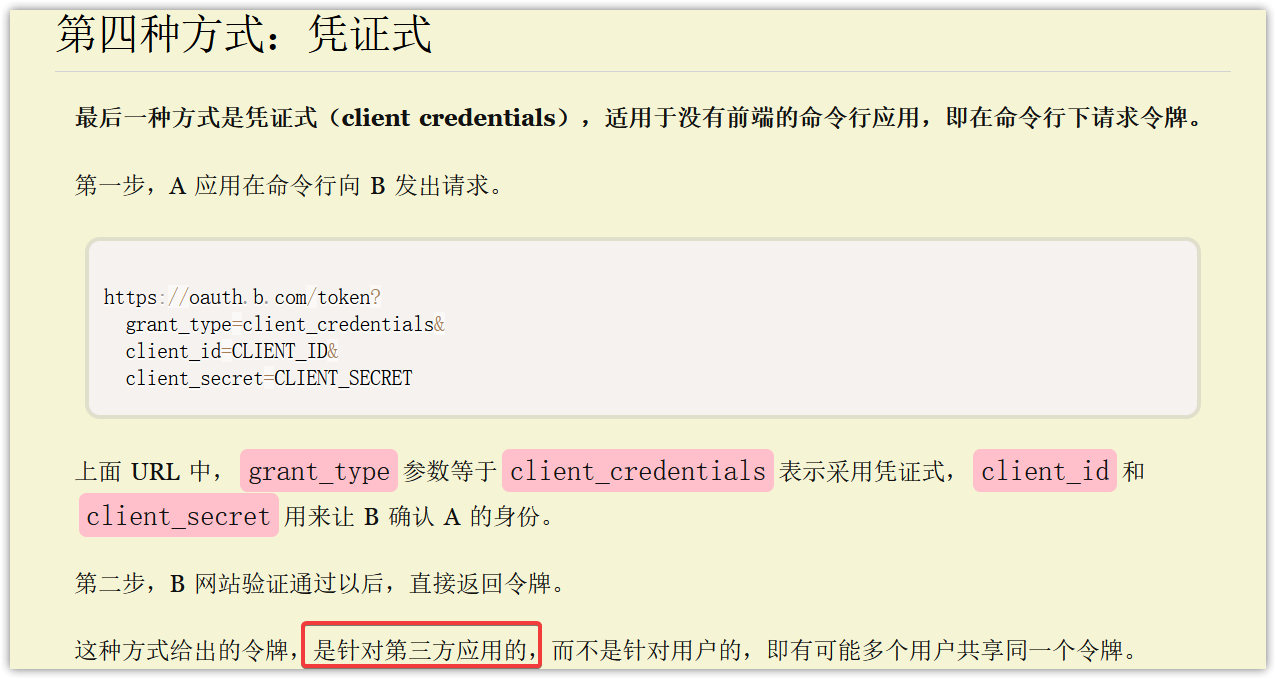 第四种方式：凭证式
最后一种方式是凭证式（client credentials），适用于没有前端的命令行应用，即在命令行下请求令牌。
第一步，A 应用在命令行向 B 发出请求。
https://oauth.b.com/token?
grant_type=client_credentials&
client_id=CLIENT_ID&
client_secret=CLIENT_SECRET
上面 URL 中， grant_type 参数等于 client_credentials 表示采用凭证式， client_id 和
client_secret 用来让 B 确认 A 的身份。
第二步，B 网站验证通过以后，直接返回令牌。
这种方式给出的令牌，是针对第三方应用的，而不是针对用户的，即有可能多个用户共享同一个令牌。